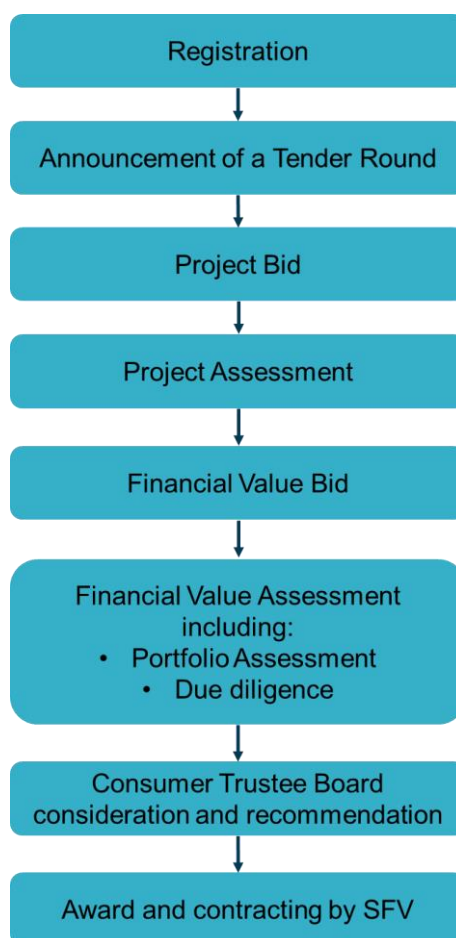 Registration
Announcement of a Tender Round
Project Bid
Project Assessment
Financial Value Bid
Financial Value Assessment
including:
• Portfolio Assessment
• Due diligence
Consumer Trustee Board
consideration and recommendation
Award and contracting by SFV